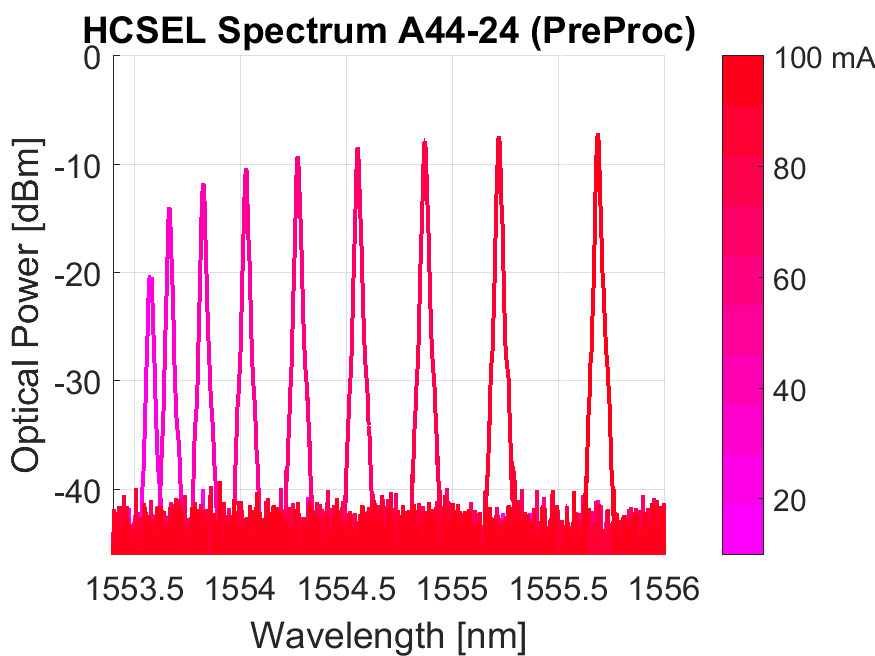 HCSEL Spectrum A44-24 (PreProc)
0
-10
-20
-30
-40
Optical Power [dBm]
1553.5 1554 1554.5 1555 1555.5 1556
Wavelength [nm]
100 mA
80
60
40
20